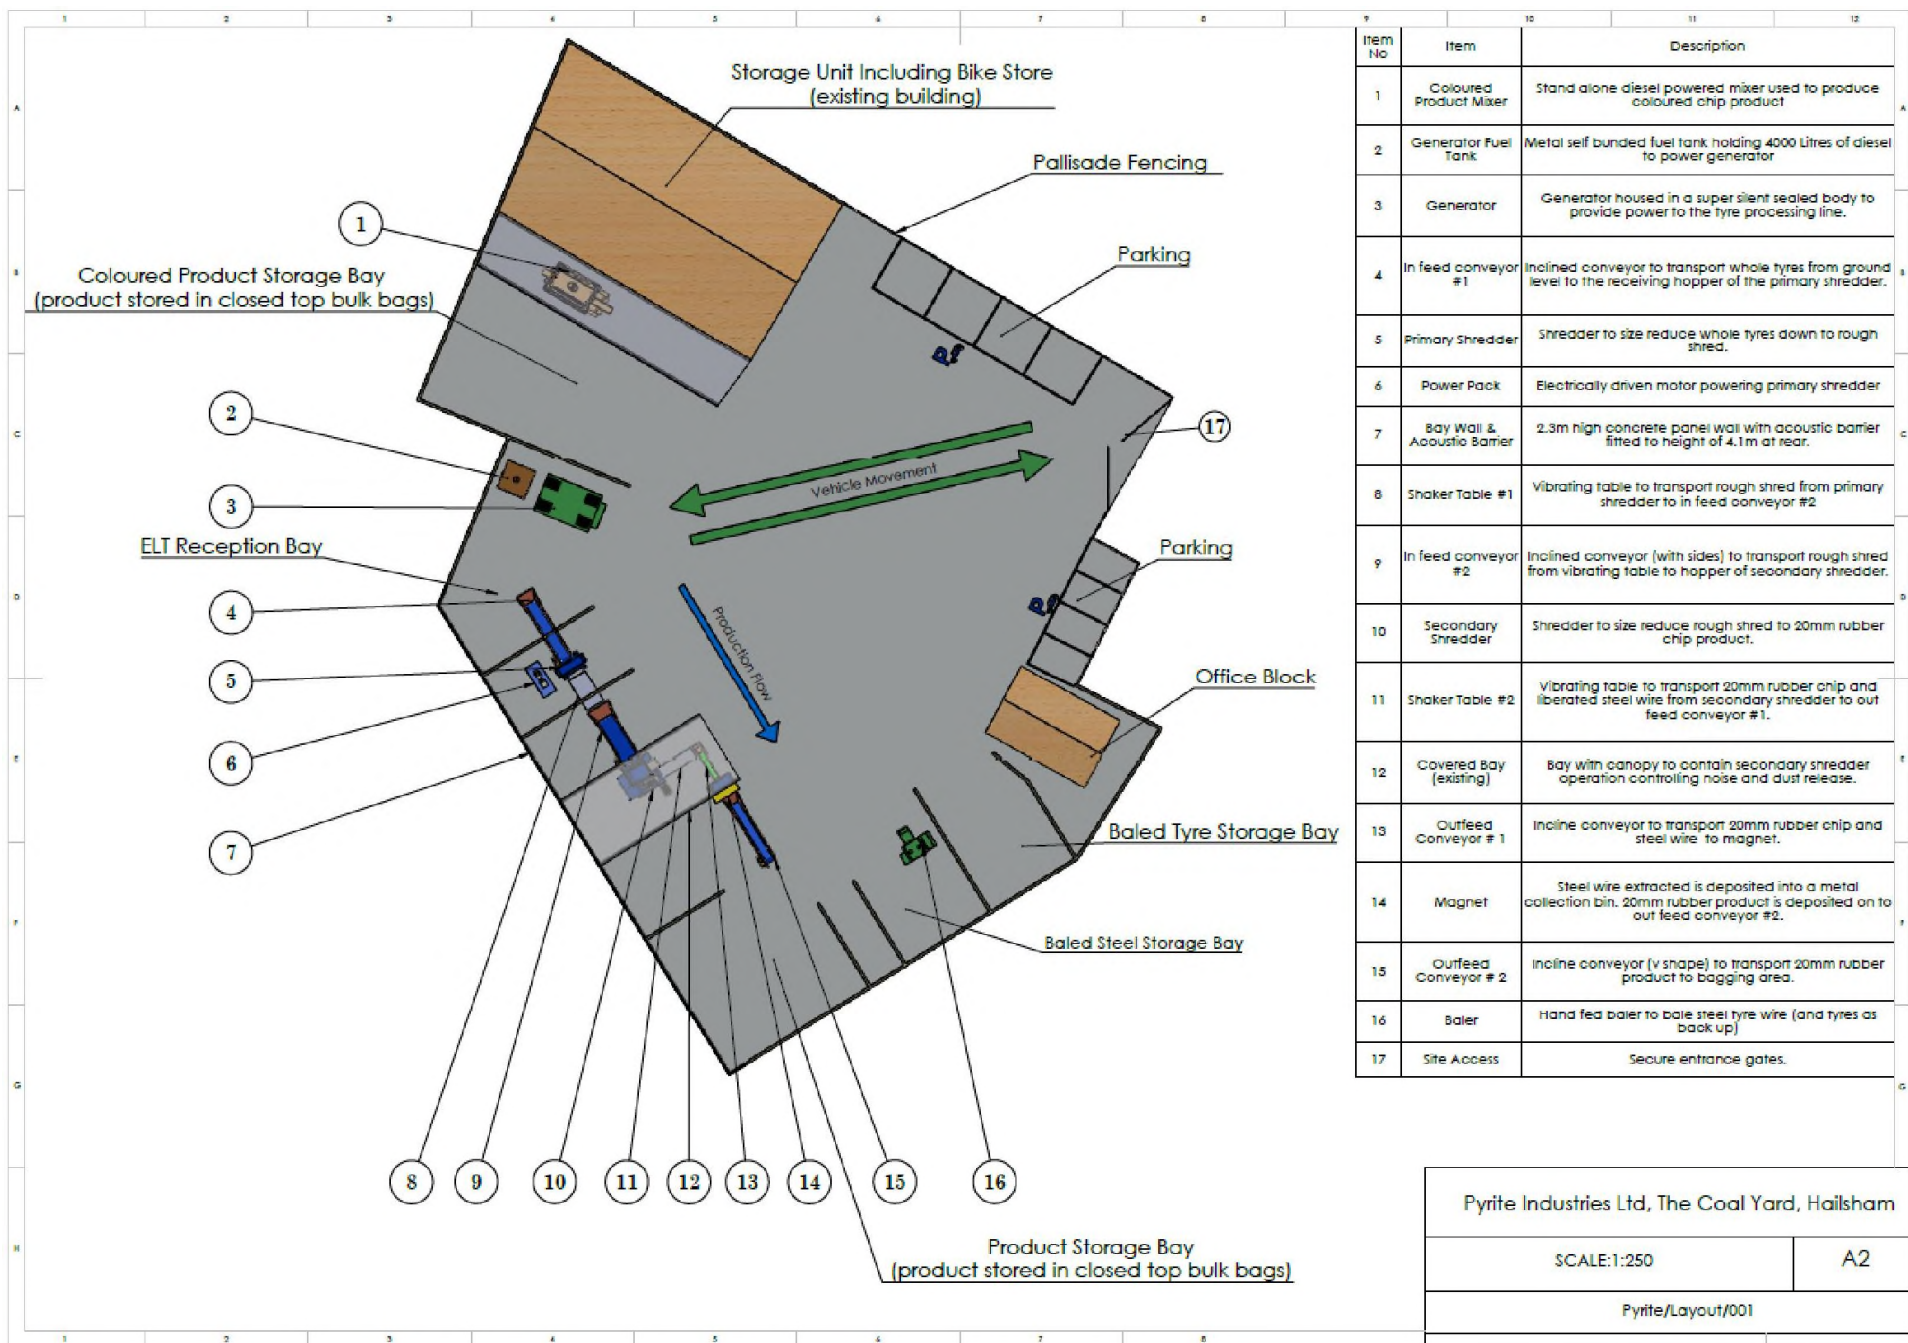 1 2 3 4 5 6 7 8 9 10 11 12
Storage Unit Including Bike Store
(existing building)
Pallisade Fencing
Parking
1
Coloured Product Storage Bay
(product stored in closed top bulk bags)
2
17
Vehicle Movement
3
ELT Reception Bay
Parking
4
Production Flow
5
Office Block
6
7
Baled Tyre Storage Bay
Baled Steel Storage Bay
8 9 10 11 12 13 14 15 16
Product Storage Bay
(product stored in closed top bulk bags)
Item No Item Description
1 Coloured Product Mixer Stand alone diesel powered mixer used to produce coloured chip product
2 Generator Fuel Tank Metal self bunded fuel tank holding 4000 Litres of diesel to power generator
3 Generator Generator housed in a super silent sealed body to provide power to the tyre processing line.
4 In feed conveyor #1 Inclined conveyor to transport whole tyres from ground level to the receiving hopper of the primary shredder.
5 Primary Shredder Shredder to size reduce whole tyres down to rough shred.
6 Power Pack Electrically driven motor powering primary shredder
7 Bay Wall & Acoustic Barrier 2.3m high concrete panel wall with acoustic barrier fitted to height of 4.1m at rear.
8 Shaker Table #1 Vibrating table to transport rough shred from primary shredder to in feed conveyor #2
9 In feed conveyor #2 Inclined conveyor (with sides) to transport rough shred from vibrating table to hopper of secondary shredder.
10 Secondary Shredder Shredder to size reduce rough shred to 20mm rubber chip product.
11 Shaker Table #2 Vibrating table to transport 20mm rubber chip and liberated steel wire from secondary shredder to out feed conveyor #1.
12 Covered Bay (existing) Bay with canopy to contain secondary shredder operation controlling noise and dust release.
13 Outfeed Conveyor # 1 Incline conveyor to transport 20mm rubber chip and steel wire to magnet.
14 Magnet Steel wire extracted is deposited into a metal collection bin. 20mm rubber product is deposited on to out feed conveyor #2.
15 Outfeed Conveyor # 2 Incline conveyor (v shape) to transport 20mm rubber product to bagging area.
16 Baler Hand fed baler to bale steel tyre wire (and tyres as back up)
17 Site Access Secure entrance gates.
Pyrite Industries Ltd, The Coal Yard, Hailsham
SCALE:1:250 A2
Pyrite/Layout/001